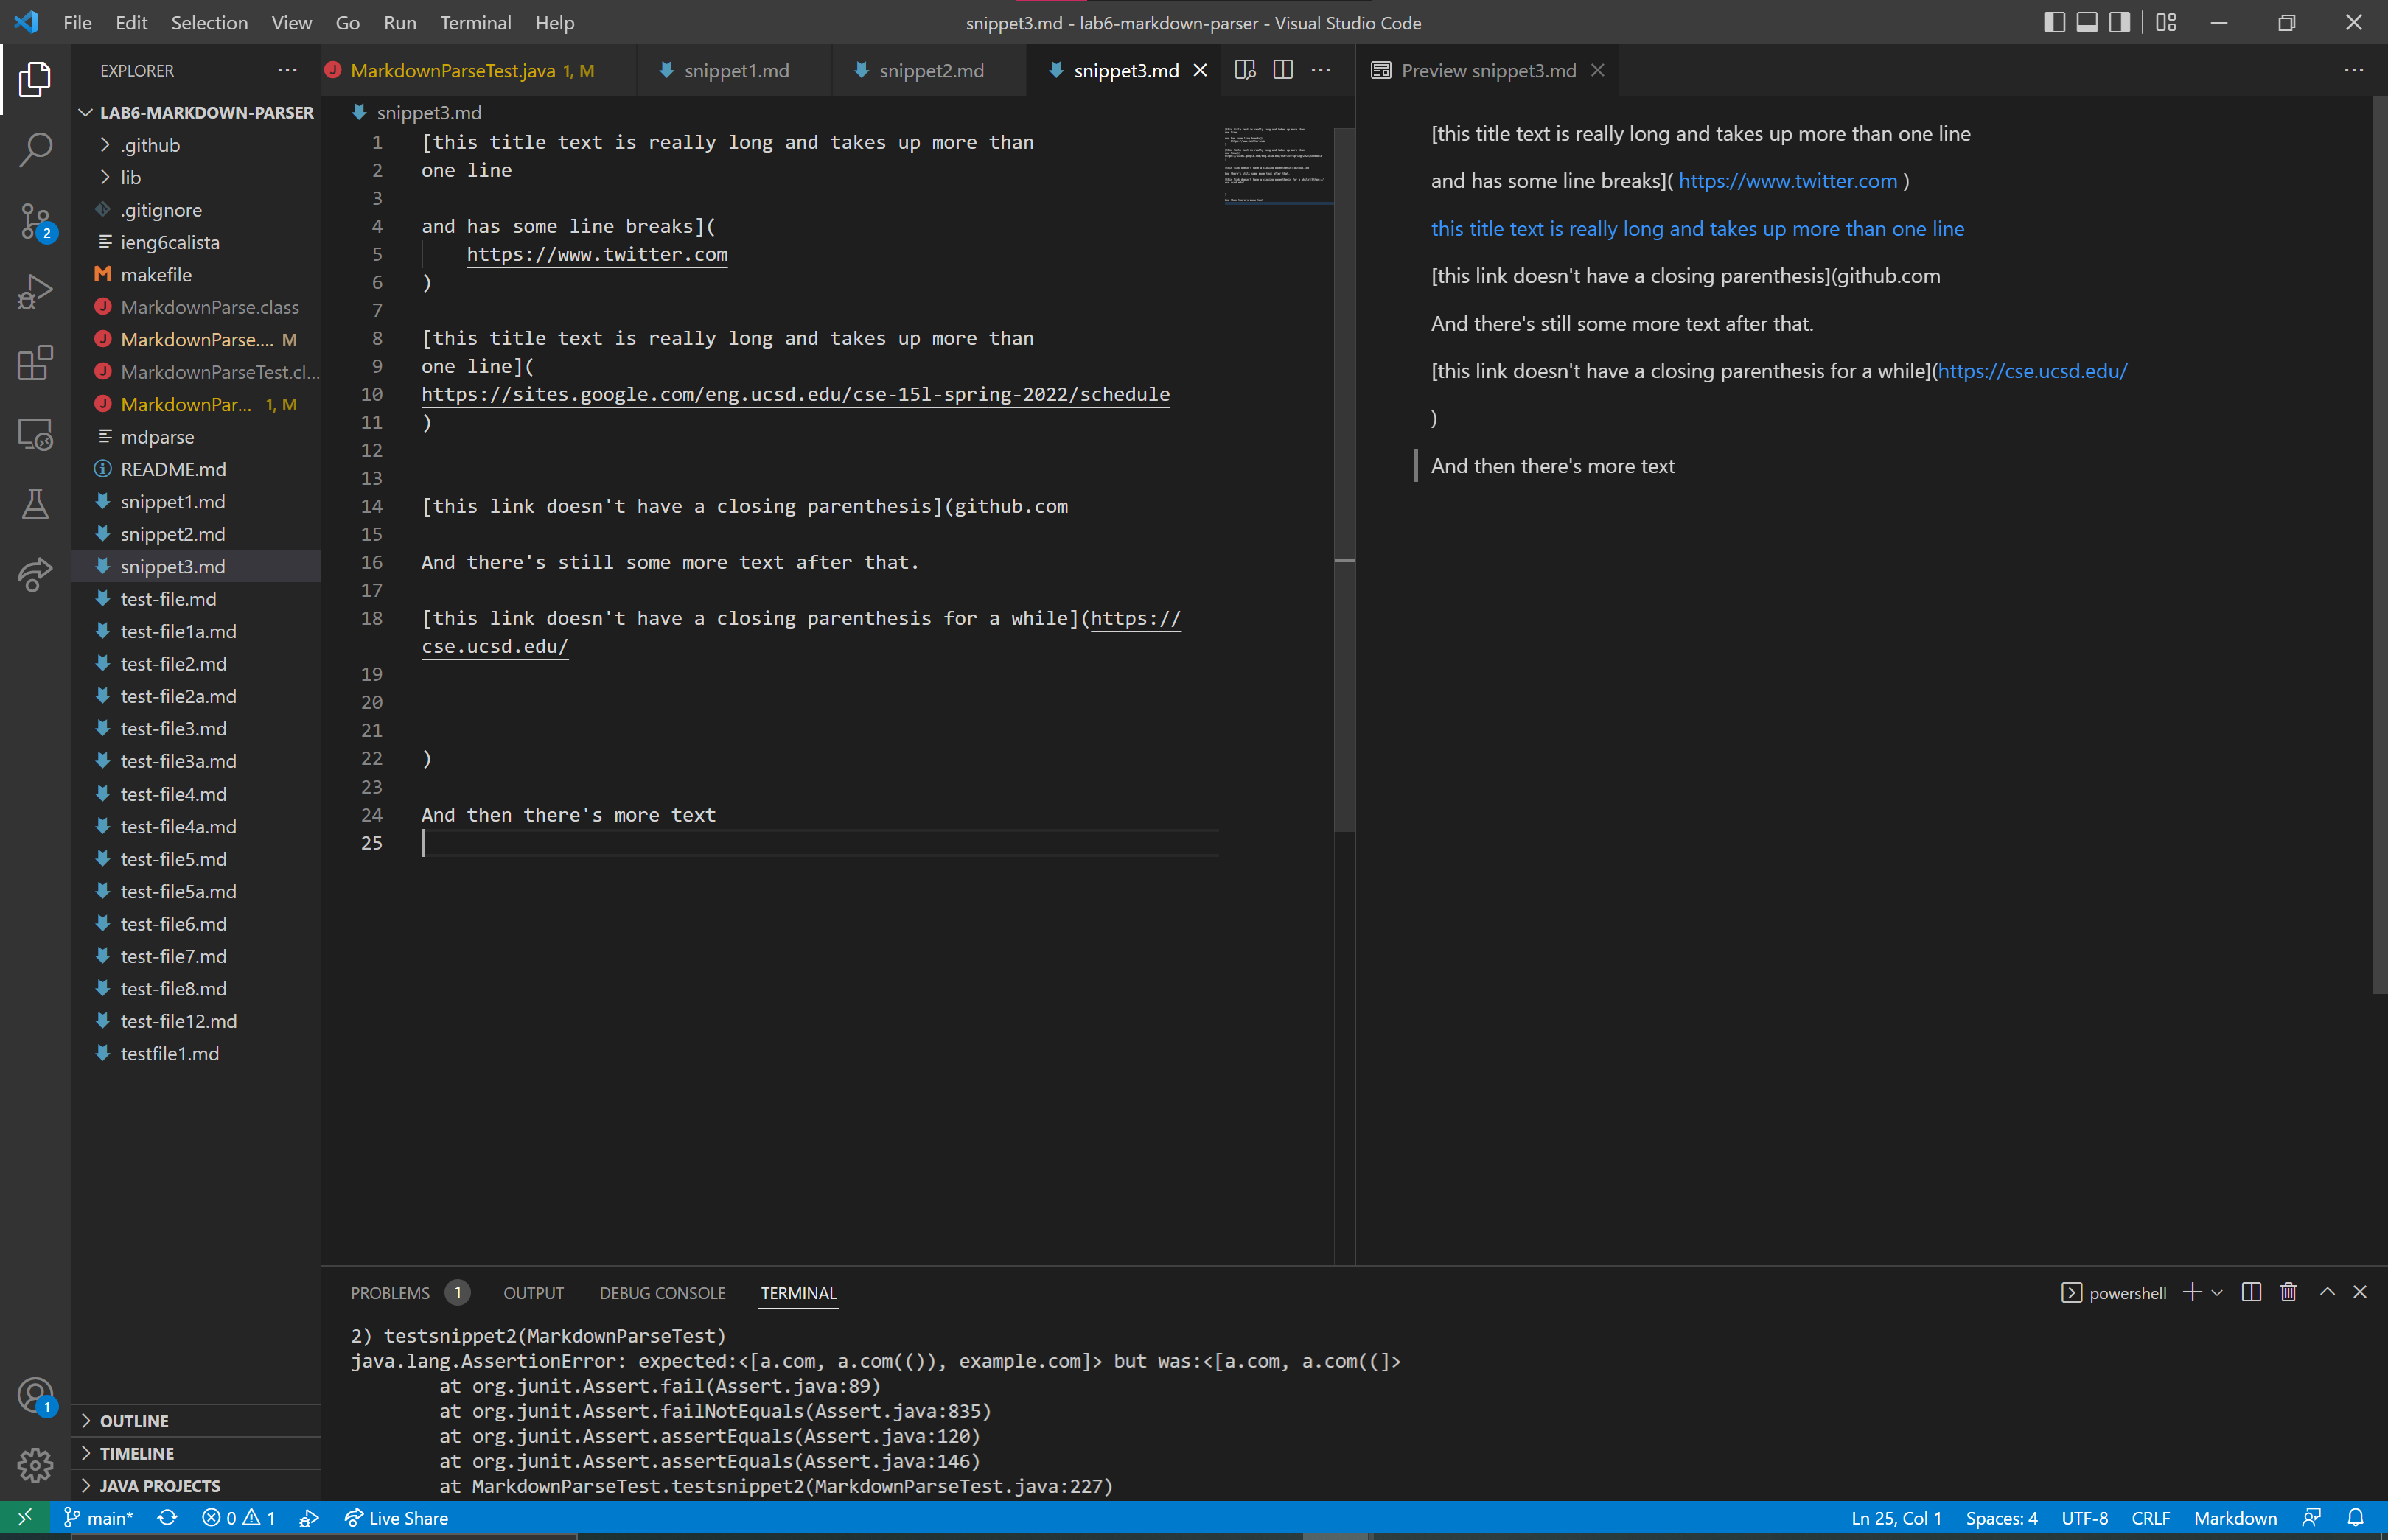 File Edit Selection View Go Run Terminal Help
snippet3.md - lab6-markdown-parser - Visual Studio Code
EXPLORER
LAB6-MARKDOWN-PARSER
.github
lib
.gitignore
ieng6calista
makefile
MarkdownParse.class
MarkdownParse.... M
MarkdownParseTest.cl...
MarkdownPar... 1, M
mdparse
README.md
snippet1.md
snippet2.md
snippet3.md
test-file.md
test-file1a.md
test-file2.md
test-file2a.md
test-file3.md
test-file3a.md
test-file4.md
test-file4a.md
test-file5.md
test-file5a.md
test-file6.md
test-file7.md
test-file8.md
test-file12.md
testfile1.md
OUTLINE
TIMELINE
JAVA PROJECTS
2
1
MarkdownParseTest.java 1, M
snippet1.md
snippet2.md
snippet3.md
snippet3.md
1 [this title text is really long and takes up more than
2 one line
3
4 and has some line breaks](
5 https://www.twitter.com
6 )
7
8 [this title text is really long and takes up more than
9 one line](
10 https://sites.google.com/eng.ucsd.edu/cse-15l-spring-2022/schedule
11 )
12
13
14 [this link doesn't have a closing parenthesis](github.com
15
16 And there's still some more text after that.
17
18 [this link doesn't have a closing parenthesis for a while](https://
cse.ucsd.edu/
19
20
21
22 )
23
24 And then there's more text
25
Preview snippet3.md
[this title text is really long and takes up more than one line
and has some line breaks]( https://www.twitter.com )
this title text is really long and takes up more than one line
[this link doesn't have a closing parenthesis](github.com
And there's still some more text after that.
[this link doesn't have a closing parenthesis for a while](https://cse.ucsd.edu/
)
And then there's more text
PROBLEMS 1 OUTPUT DEBUG CONSOLE TERMINAL
powershell
2) testsnippet2(MarkdownParseTest)
java.lang.AssertionError: expected:<[a.com, a.com(()), example.com]> but was:<[a.com, a.com((]>
at org.junit.Assert.fail(Assert.java:89)
at org.junit.Assert.failNotEquals(Assert.java:835)
at org.junit.Assert.assertEquals(Assert.java:120)
at org.junit.Assert.assertEquals(Assert.java:146)
at MarkdownParseTest.testsnippet2(MarkdownParseTest.java:227)
main* 0 1 Live Share
Ln 25, Col 1 Spaces: 4 UTF-8 CRLF Markdown